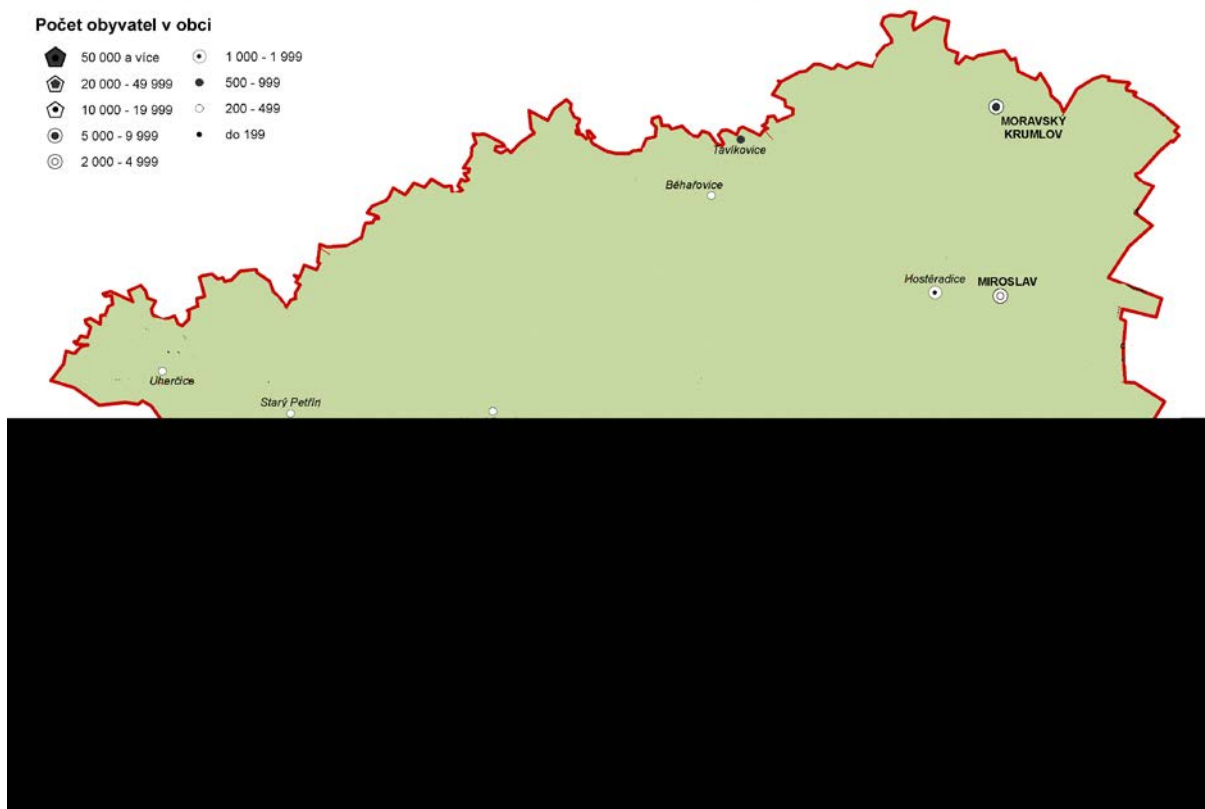 Počet obyvatel v obci
50 000 a více
20 000 - 49 999
10 000 - 19 999
5 000 - 9 999
2 000 - 4 999
1 000 - 1 999
500 - 999
200 - 499
do 199
MORAVSKÝ
KRUMLOV
Tavíkovice
Běhařovice
Hostěradice
MIROSLAV
Uherčice
Starý Petřín